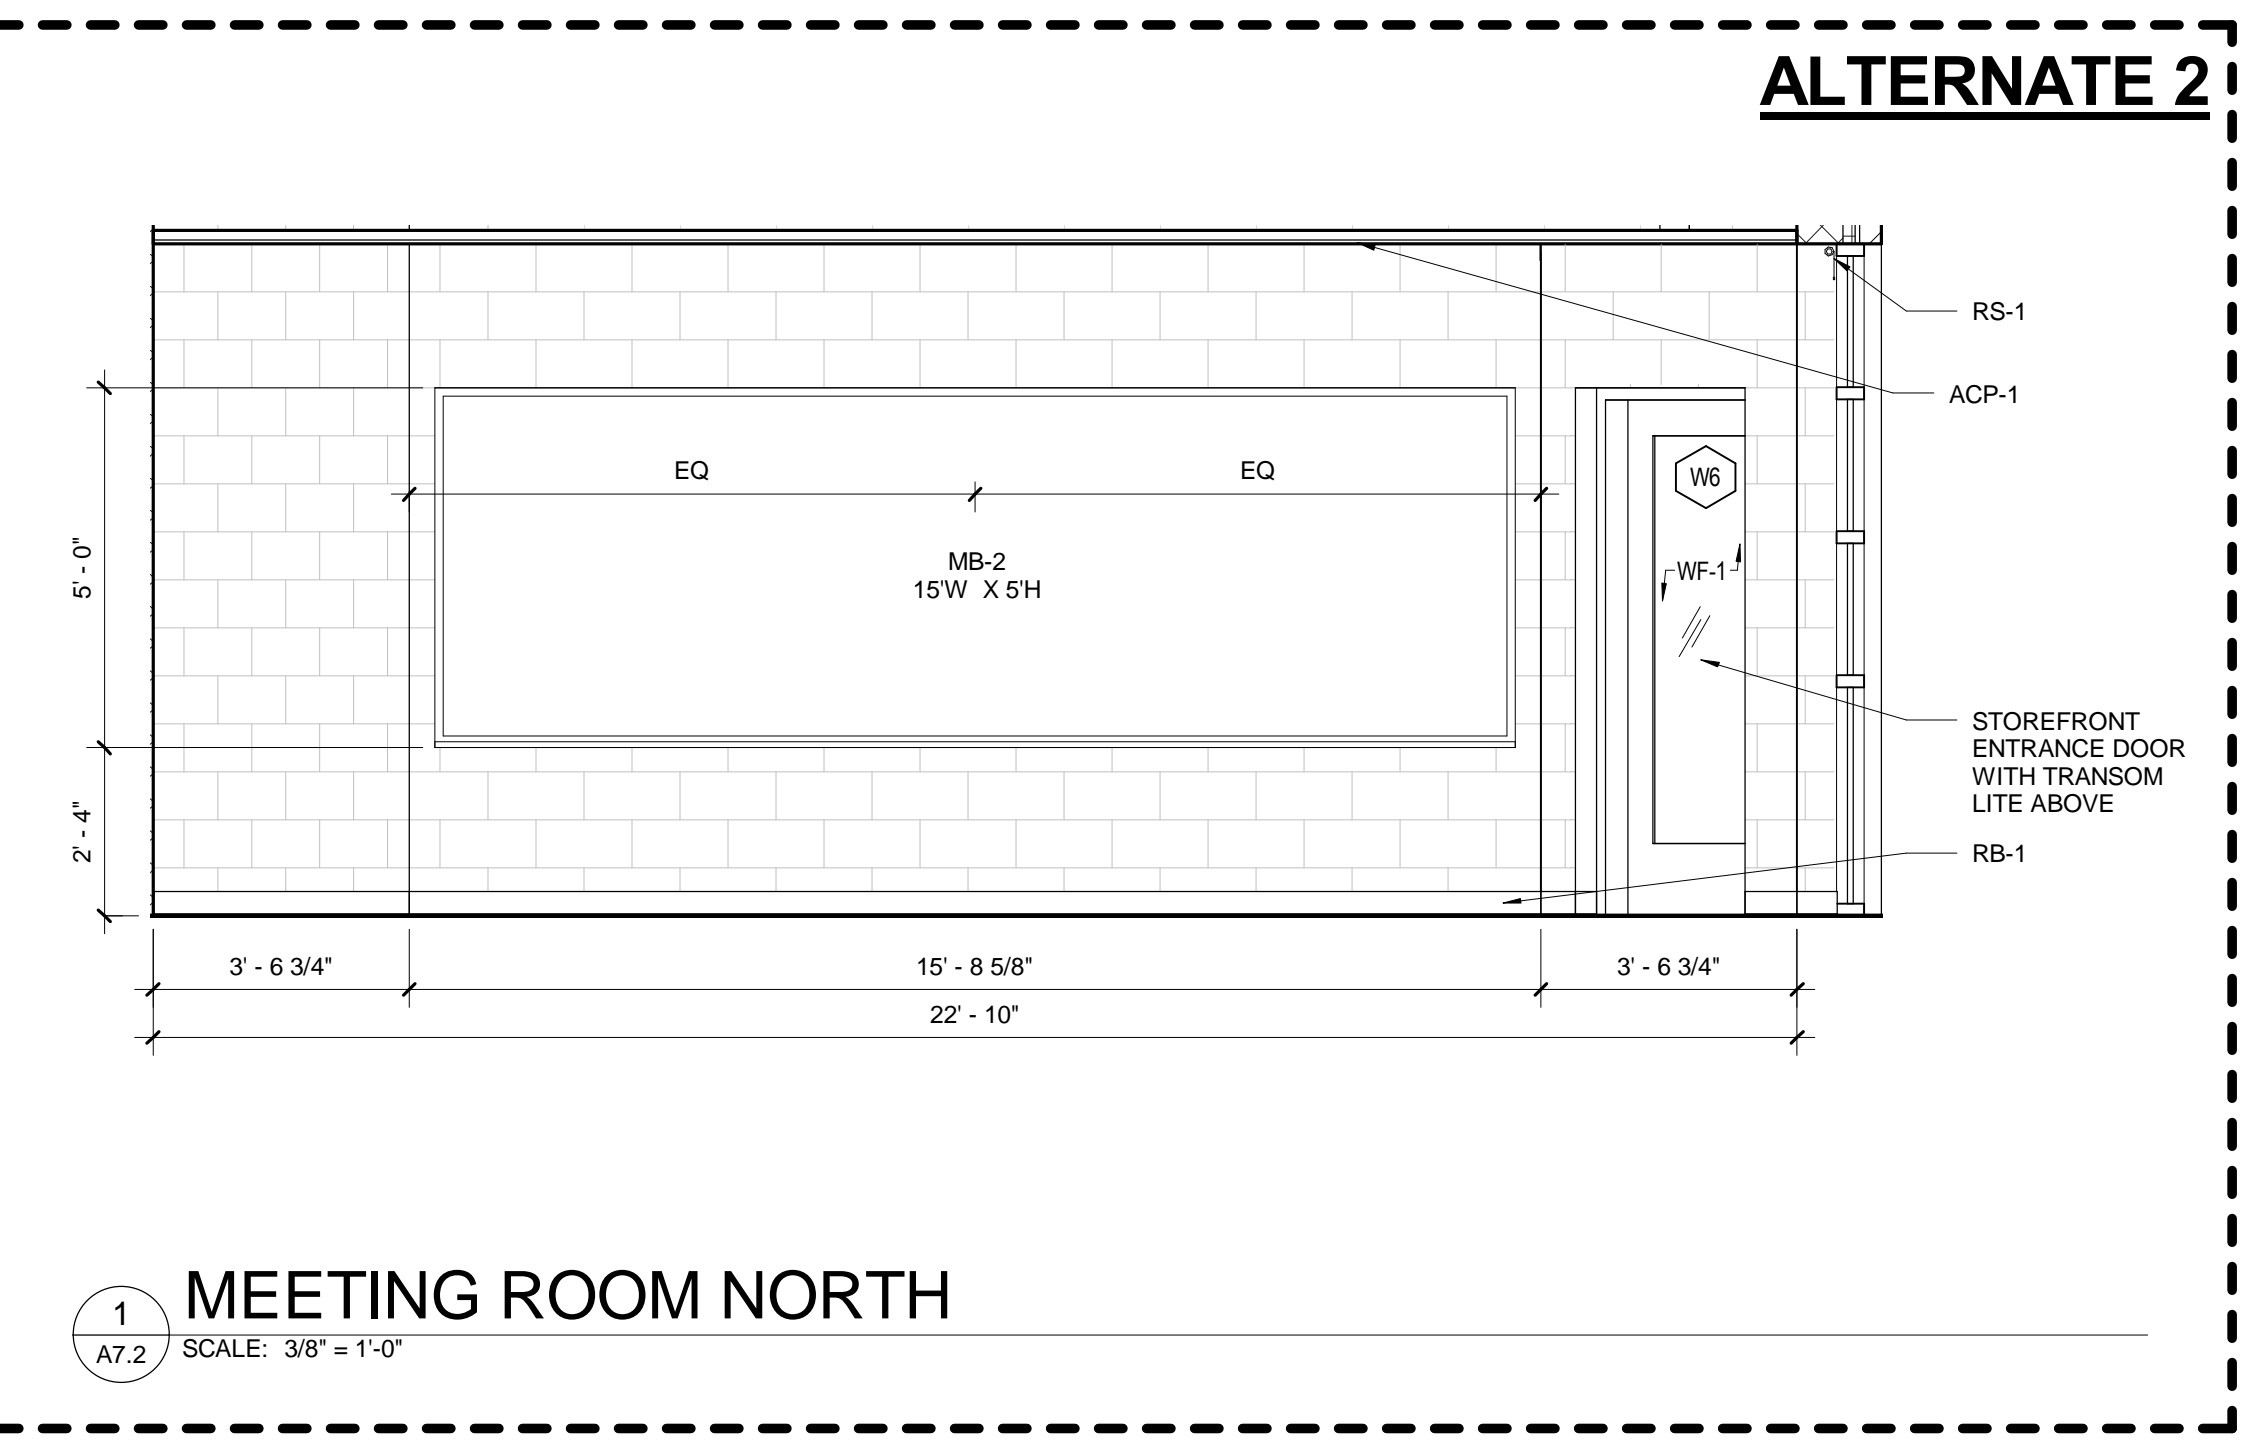 ALTERNATE 2
RS-1
ACP-1
EQ
EQ
W6
MB-2
15'W X 5'H
WF-1
5' - 0"
2' - 4"
STOREFRONT
ENTRANCE DOOR
WITH TRANSOM
LITE ABOVE
RB-1
3' - 6 3/4"
15' - 8 5/8"
3' - 6 3/4"
22' - 10"
1
A7.2
MEETING ROOM NORTH
SCALE: 3/8" = 1'-0"